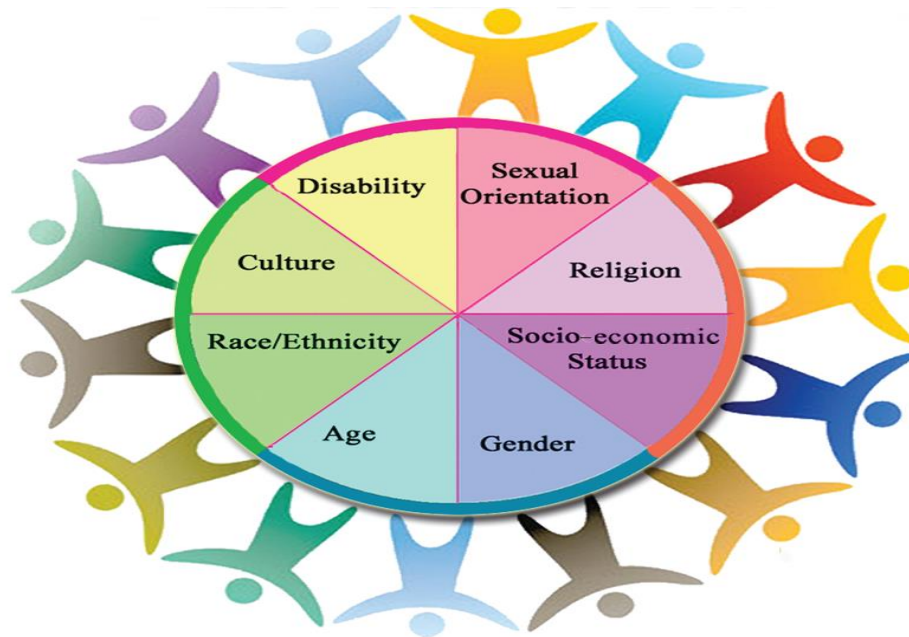 Disability
Sexual
Orientation
Culture
Religion
Race/Ethnicity
Socio-economic
Status
Age
Gender